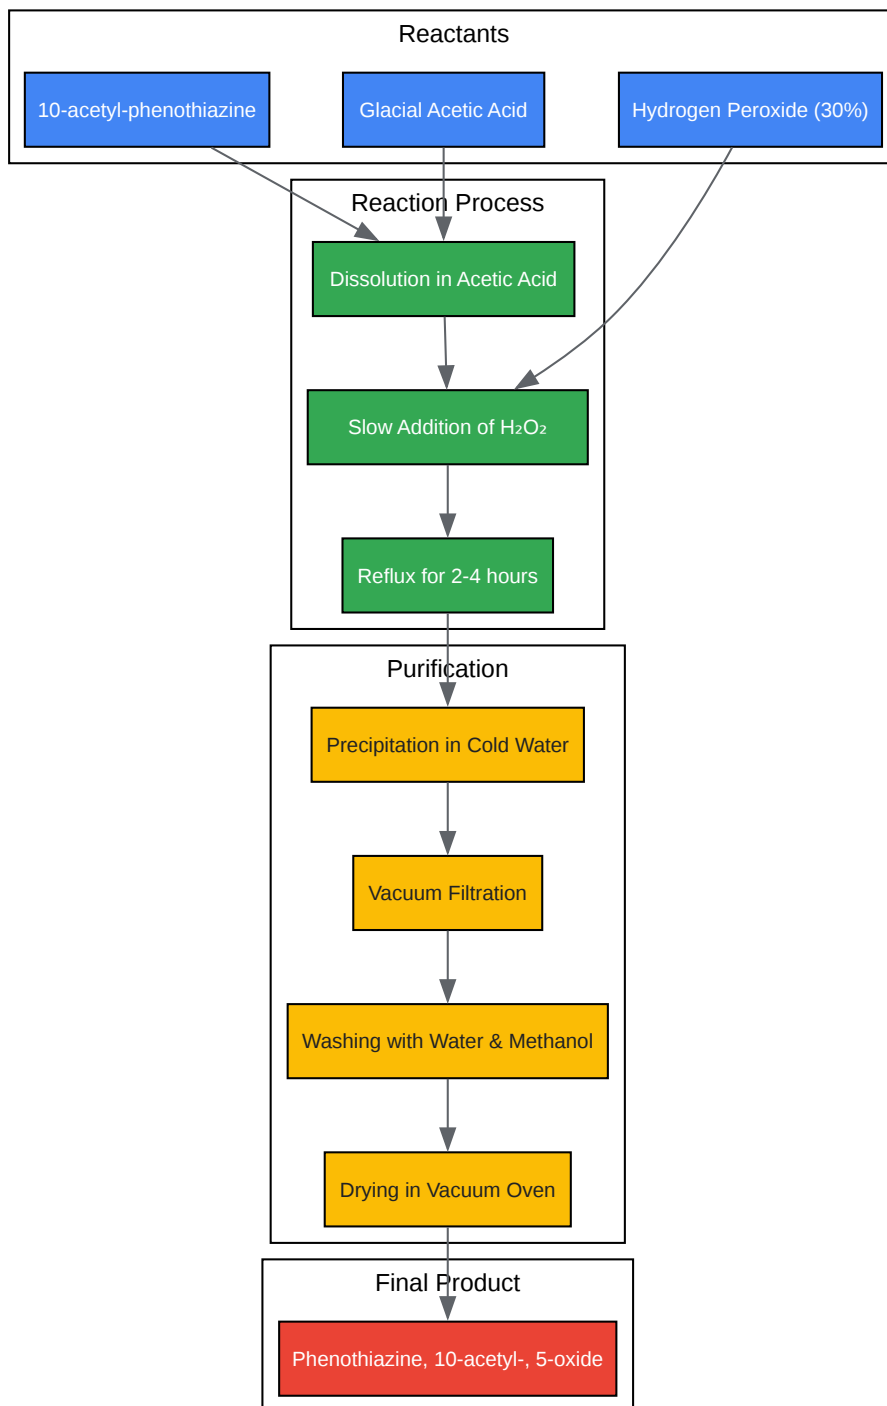 Reactants
10-acetyl-phenothiazine
Glacial Acetic Acid
Hydrogen Peroxide (30%)
Reaction Process
Dissolution in Acetic Acid
Slow Addition of H₂O₂
Reflux for 2-4 hours
Purification
Precipitation in Cold Water
Vacuum Filtration
Washing with Water & Methanol
Drying in Vacuum Oven
Final Product
Phenothiazine, 10-acetyl-, 5-oxide